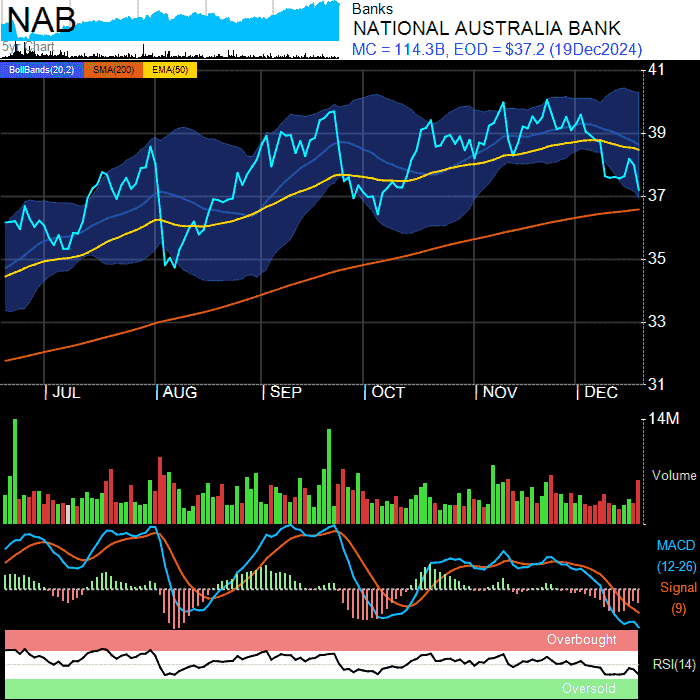 NAB
5yr Chart
Banks
NATIONAL AUSTRALIA BANK
MC = 114.3B, EOD = $37.2 (19Dec2024)
BollBands(20,2) SMA(200) EMA(50)
41
39
37
35
33
31
JUL AUG SEP OCT NOV DEC
14M
Volume
MACD
(12-26)
Signal
(9)
Overbought
RSI(14)
Oversold